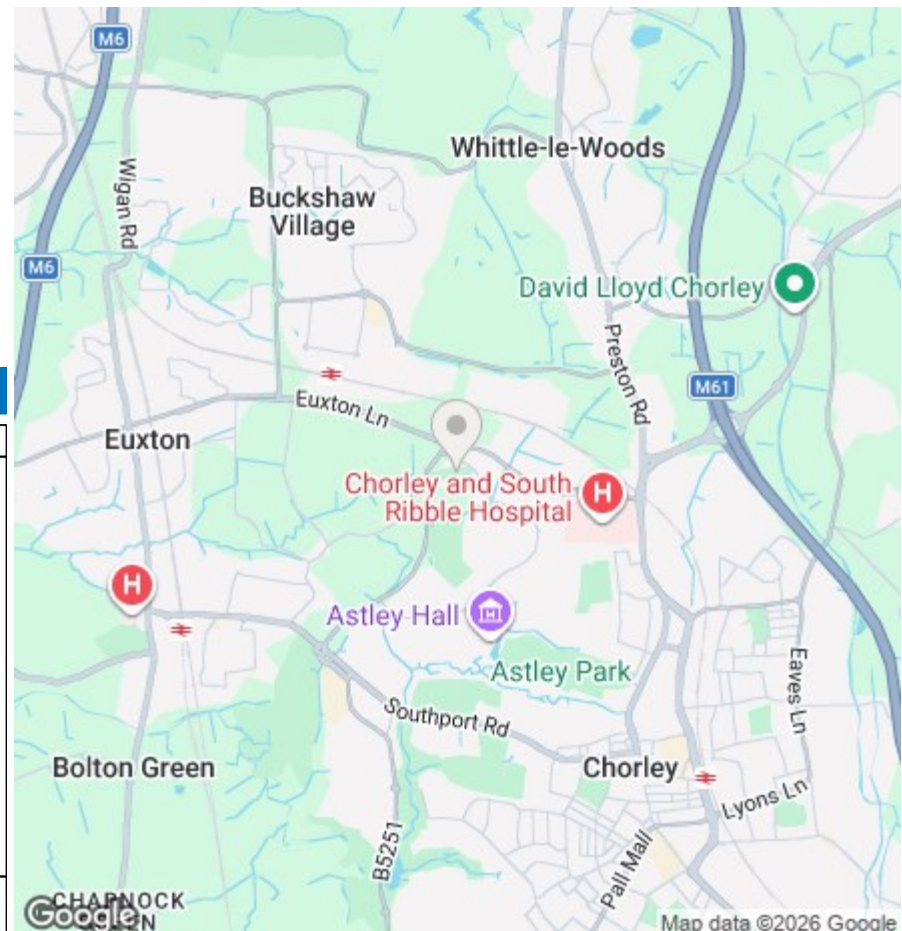 M6
Whittle-le-Woods
Wigan Rd
Buckshaw
Village
M6
David Lloyd Chorley
Preston Rd
M61
Euxton Ln
Euxton
Chorley and South
Ribble Hospital
H
H
Astley Hall
Astley Park
Eaves Ln
Southport Rd
Bolton Green
Chorley
Lyons Ln
B5251
Pall Mall
CHARNOCK
Google
Map data ©2026 Google